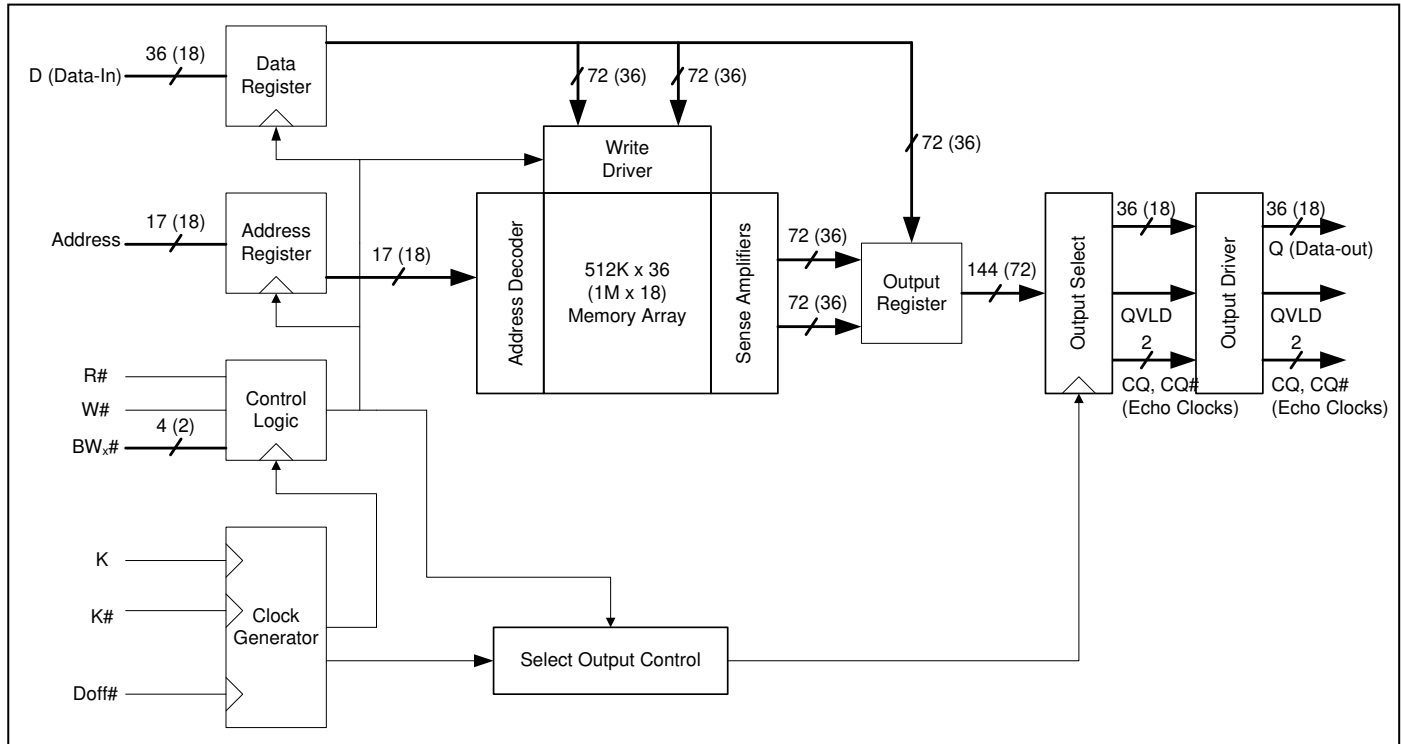 D (Data-In)
36 (18)
Data
Register
72 (36)
72 (36)
72 (36)
Write
Driver
Address
17 (18)
Address
Register
17 (18)
Address Decoder
512K x 36
(1M x 18)
Memory Array
Sense Amplifiers
72 (36)
72 (36)
Output
Register
144 (72)
Output Select
36 (18)
QVLD
2
CQ, CQ#
(Echo Clocks)
Output Driver
36 (18)
Q (Data-out)
QVLD
2
CQ, CQ#
(Echo Clocks)
R#
W#
4 (2)
BWx#
Control
Logic
K
K#
Doff#
Clock
Generator
Select Output Control